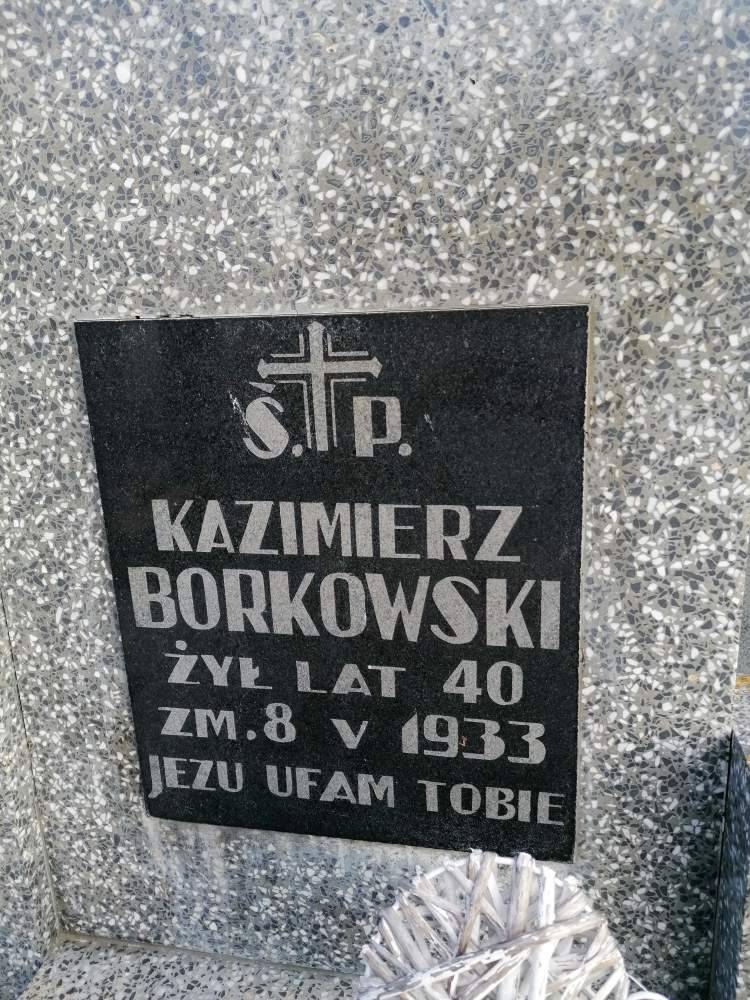 Ś. P.
KAZIMIERZ
BORKOWSKI
ŻYŁ LAT 40
ZM. 8 V 1933
JEZU UFAM TOBIE